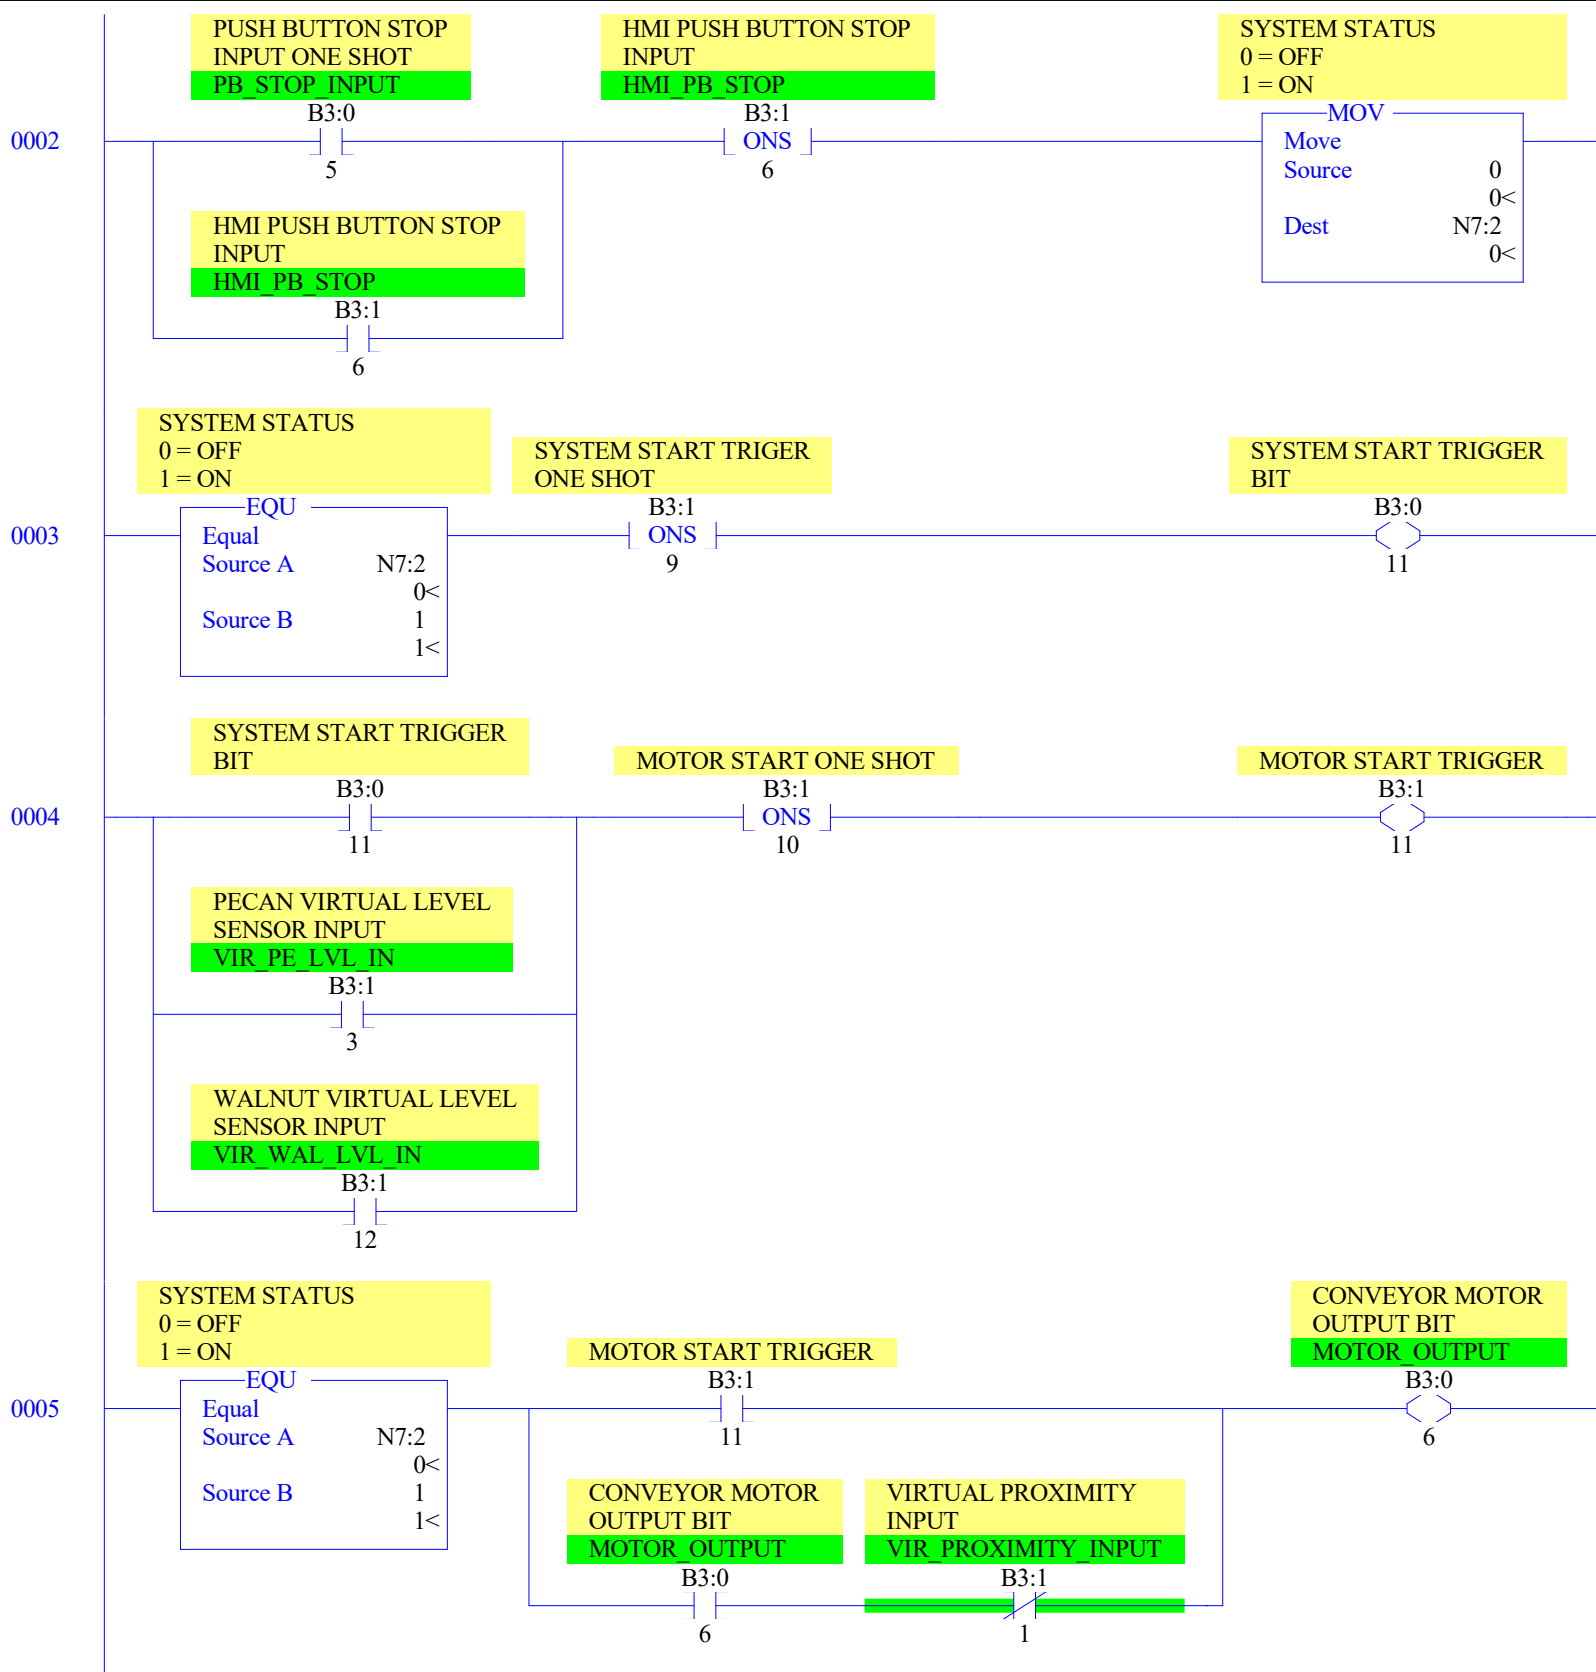 PUSH BUTTON STOP
INPUT ONE SHOT
PB_STOP_INPUT
B3:0
5
HMI PUSH BUTTON STOP
INPUT
HMI_PB_STOP
B3:1
ONS
6
SYSTEM STATUS
0 = OFF
1 = ON
MOV
Move
Source 0
0<
Dest N7:2
0<
0002
HMI PUSH BUTTON STOP
INPUT
HMI_PB_STOP
B3:1
6
SYSTEM STATUS
0 = OFF
1 = ON
EQU
Equal
Source A N7:2
0<
Source B 1
1<
0003
SYSTEM START TRIGER
ONE SHOT
B3:1
ONS
9
SYSTEM START TRIGGER
BIT
B3:0
11
SYSTEM START TRIGGER
BIT
B3:0
11
0004
MOTOR START ONE SHOT
B3:1
ONS
10
MOTOR START TRIGGER
B3:1
11
PECAN VIRTUAL LEVEL
SENSOR INPUT
VIR_PE_LVL_IN
B3:1
3
WALNUT VIRTUAL LEVEL
SENSOR INPUT
VIR_WAL_LVL_IN
B3:1
12
SYSTEM STATUS
0 = OFF
1 = ON
EQU
Equal
Source A N7:2
0<
Source B 1
1<
0005
MOTOR START TRIGGER
B3:1
11
CONVEYOR MOTOR
OUTPUT BIT
MOTOR_OUTPUT
B3:0
6
CONVEYOR MOTOR
OUTPUT BIT
MOTOR_OUTPUT
B3:0
6
VIRTUAL PROXIMITY
INPUT
VIR_PROXIMITY_INPUT
B3:1
1